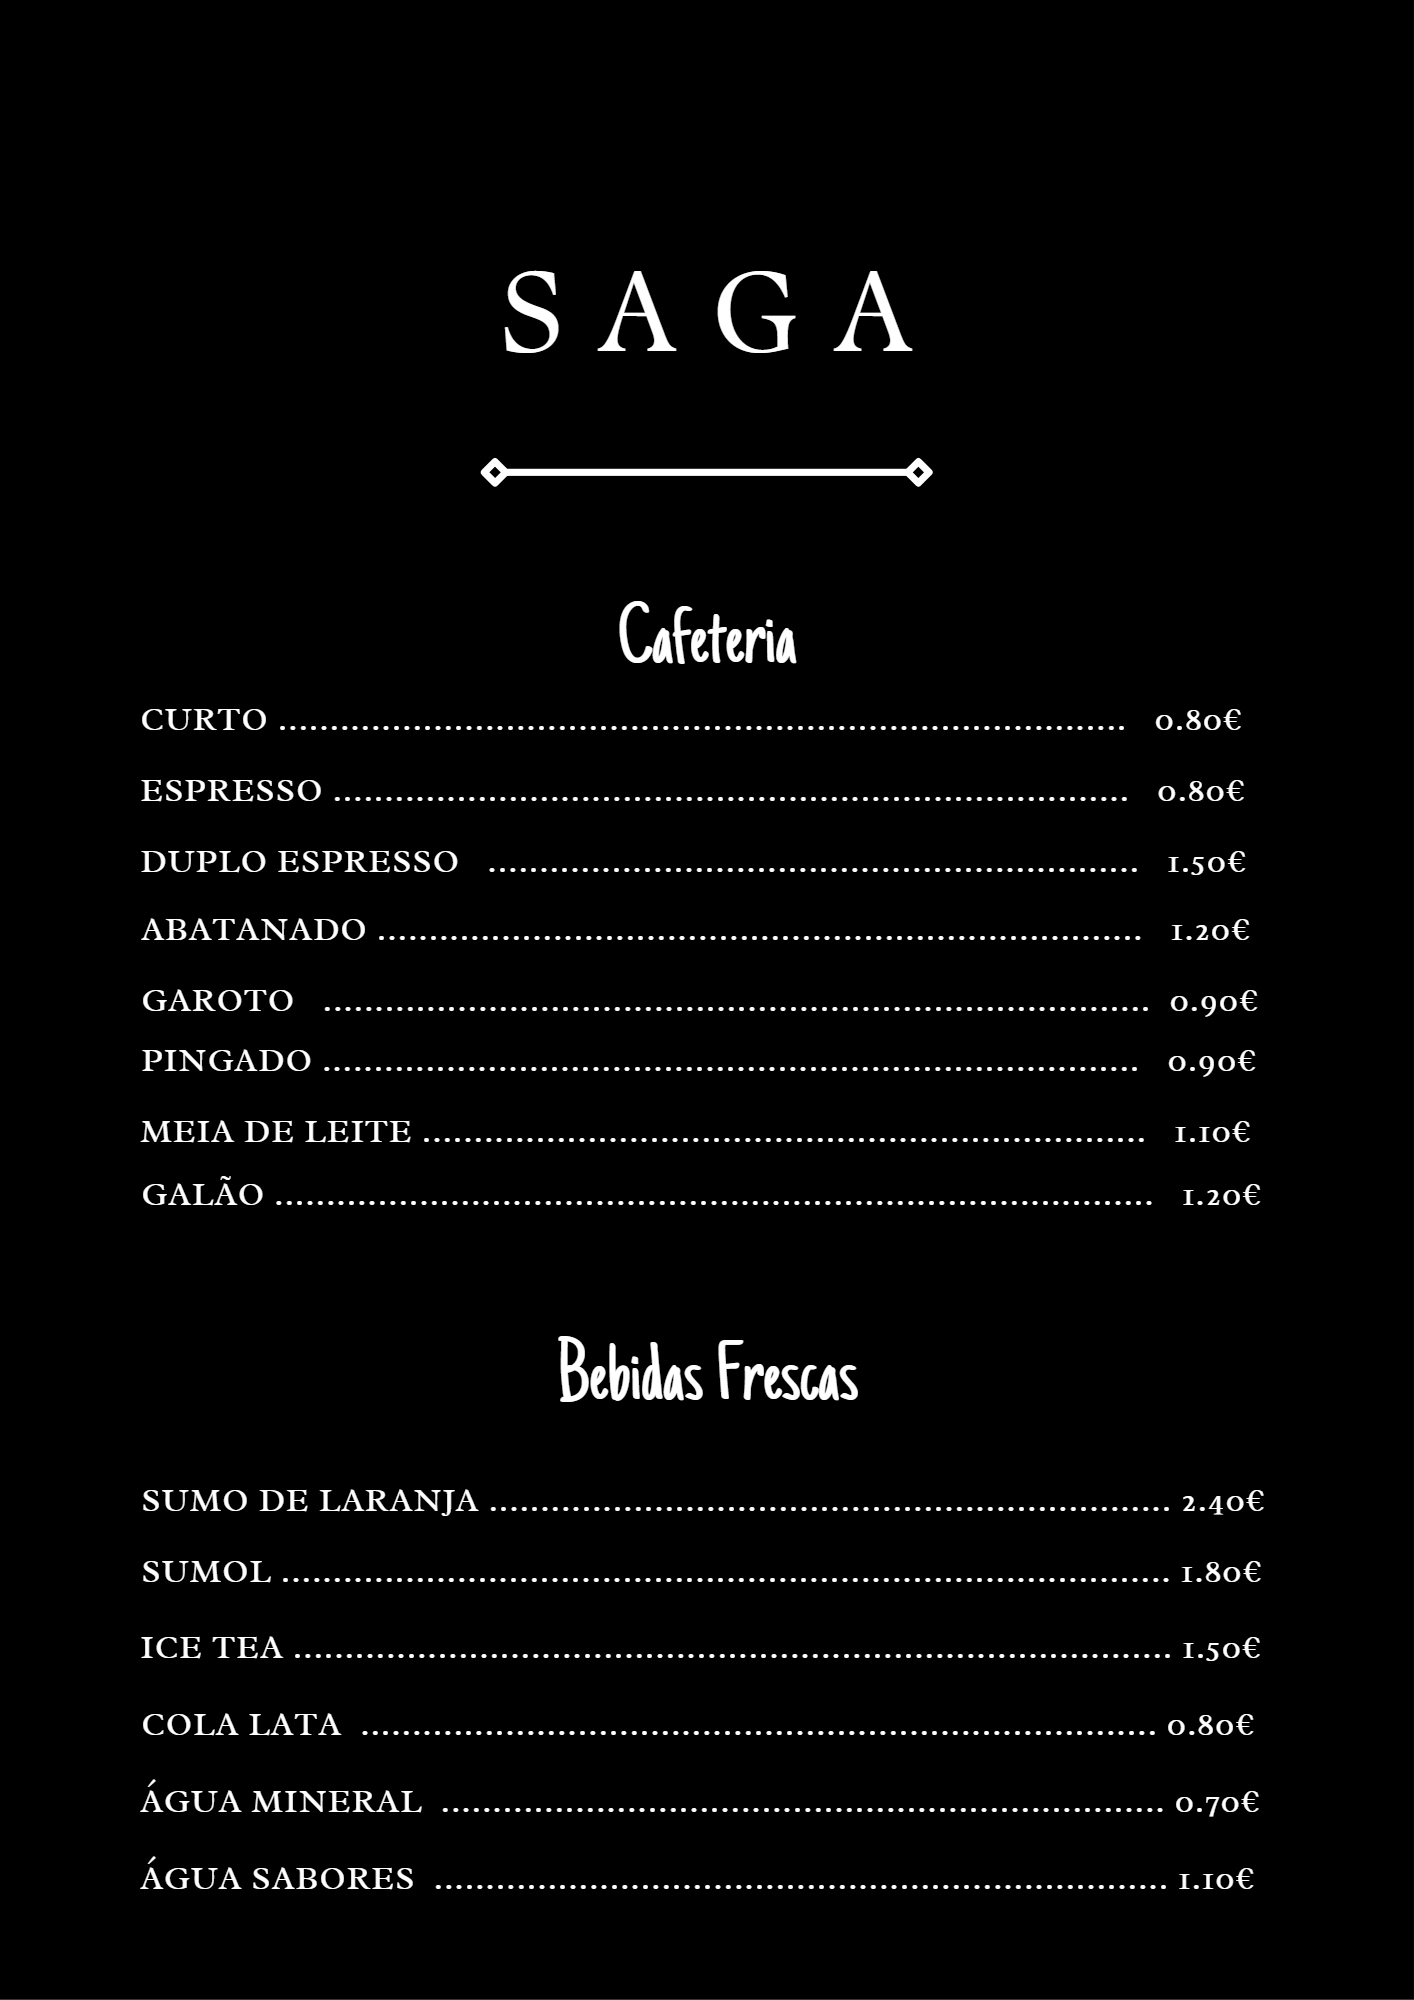 SAGA
Cafeteria
CURTO .................................................................................. 0.80€
ESPRESSO ............................................................................. 0.80€
DUPLO ESPRESSO ............................................................... 1.50€
ABATANADO .......................................................................... 1.20€
GAROTO ................................................................................ 0.90€
PINGADO ............................................................................... 0.90€
MEIA DE LEITE ...................................................................... 1.10€
GALÃO ..................................................................................... 1.20€
Bebidas Frescas
SUMO DE LARANJA .................................................................. 2.40€
SUMOL ...................................................................................... 1.80€
ICE TEA ..................................................................................... 1.50€
COLA LATA ............................................................................. 0.80€
ÁGUA MINERAL ...................................................................... 0.70€
ÁGUA SABORES ....................................................................... 1.10€